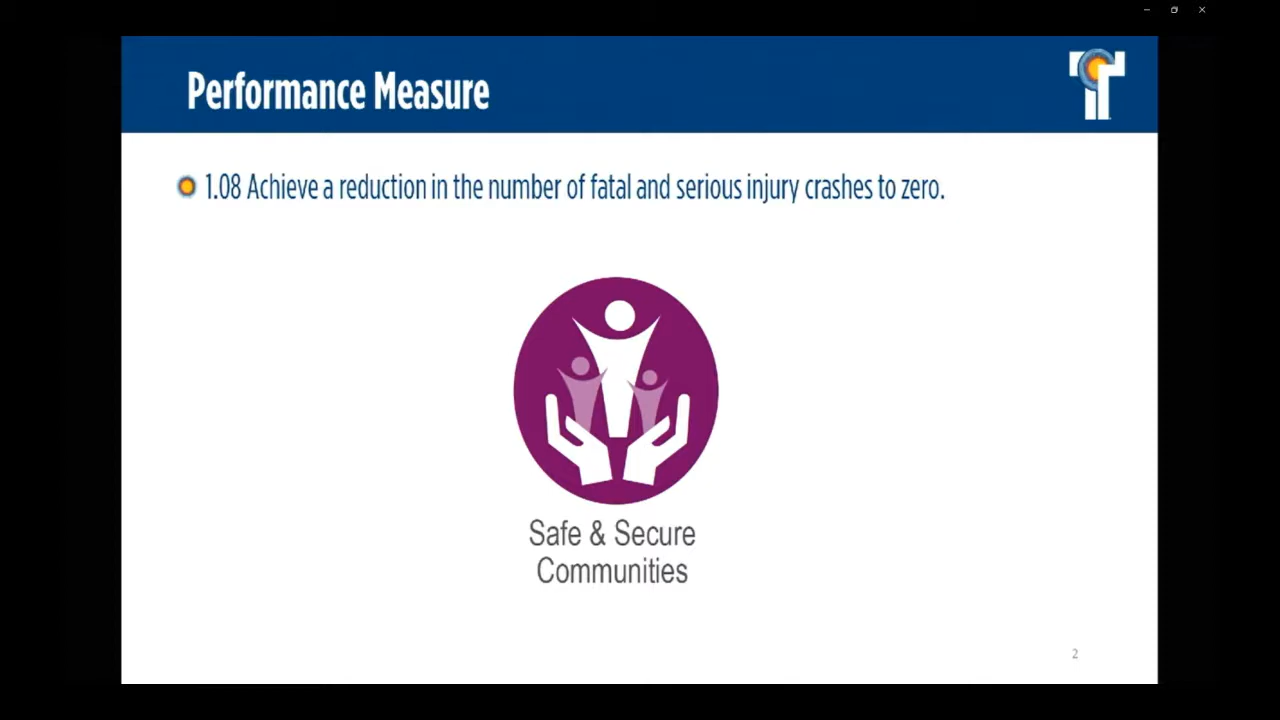 Performance Measure
1.08 Achieve a reduction in the number of fatal and serious injury crashes to zero.
Safe & Secure
Communities
2